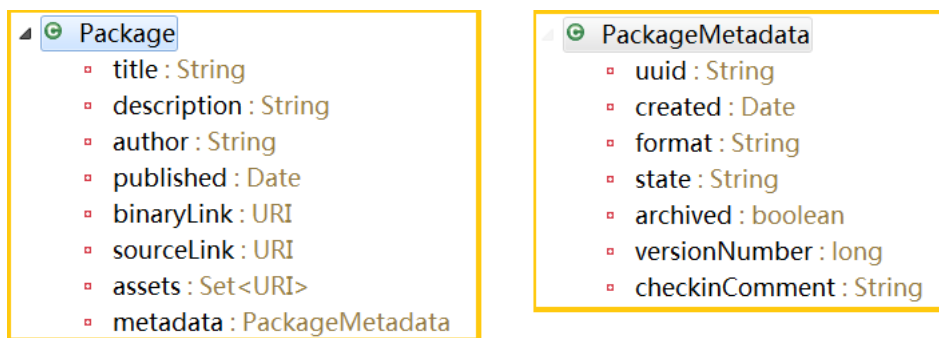 Package
title : String
description : String
author : String
published : Date
binaryLink : URI
sourceLink : URI
assets : Set<URI>
metadata : PackageMetadata
PackageMetadata
uuid : String
created : Date
format : String
state : String
archived : boolean
versionNumber : long
checkinComment : String